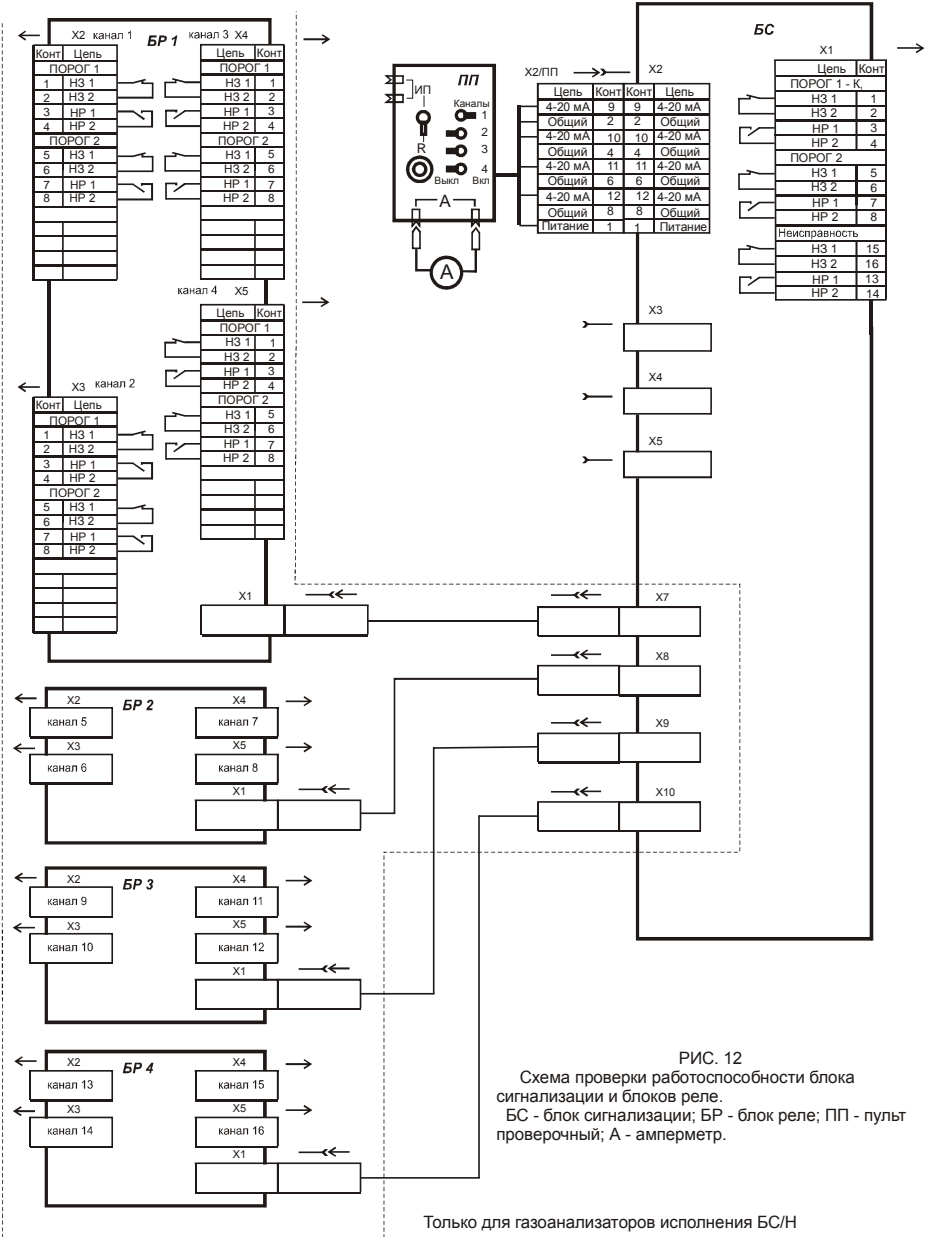 БР 1
X2 канал 1
Конт Цепь
ПОРОГ 1
1 НЗ 1
2 НЗ 2
3 НР 1
4 НР 2
ПОРОГ 2
5 НЗ 1
6 НЗ 2
7 НР 1
8 НР 2
канал 3 X4
Цепь Конт
ПОРОГ 1
НЗ 1 1
НЗ 2 2
НР 1 3
НР 2 4
ПОРОГ 2
НЗ 1 5
НЗ 2 6
НР 1 7
НР 2 8
X3 канал 2
Конт Цепь
ПОРОГ 1
1 НЗ 1
2 НЗ 2
3 НР 1
4 НР 2
ПОРОГ 2
5 НЗ 1
6 НЗ 2
7 НР 1
8 НР 2
канал 4 X5
Цепь Конт
ПОРОГ 1
НЗ 1 1
НЗ 2 2
НР 1 3
НР 2 4
ПОРОГ 2
НЗ 1 5
НЗ 2 6
НР 1 7
НР 2 8
X1
ПП
ИП
Каналы
1
2
3
4
R
Выкл Вкл
А
А
БС
X2/ПП X2
Цепь Конт Конт Цепь
4-20 мА 9 9 4-20 мА
Общий 2 2 Общий
4-20 мА 10 10 4-20 мА
Общий 4 4 Общий
4-20 мА 11 11 4-20 мА
Общий 6 6 Общий
4-20 мА 12 12 4-20 мА
Общий 8 8 Общий
Питание 1 1 Питание
X1
Цепь Конт
ПОРОГ 1 - К,
НЗ 1 1
НЗ 2 2
НР 1 3
НР 2 4
ПОРОГ 2
НЗ 1 5
НЗ 2 6
НР 1 7
НР 2 8
Неисправность
НЗ 1 15
НЗ 2 16
НР 1 13
НР 2 14
X3
X4
X5
X7
X8
X9
X10
БР 2
X2
канал 5
X3
канал 6
X4
канал 7
X5
канал 8
X1
БР 3
X2
канал 9
X3
канал 10
X4
канал 11
X5
канал 12
X1
БР 4
X2
канал 13
X3
канал 14
X4
канал 15
X5
канал 16
X1
РИС. 12
Схема проверки работоспособности блока
сигнализации и блоков реле.
БС - блок сигнализации; БР - блок реле; ПП - пульт
проверочный; А - амперметр.
Только для газоанализаторов исполнения БС/Н